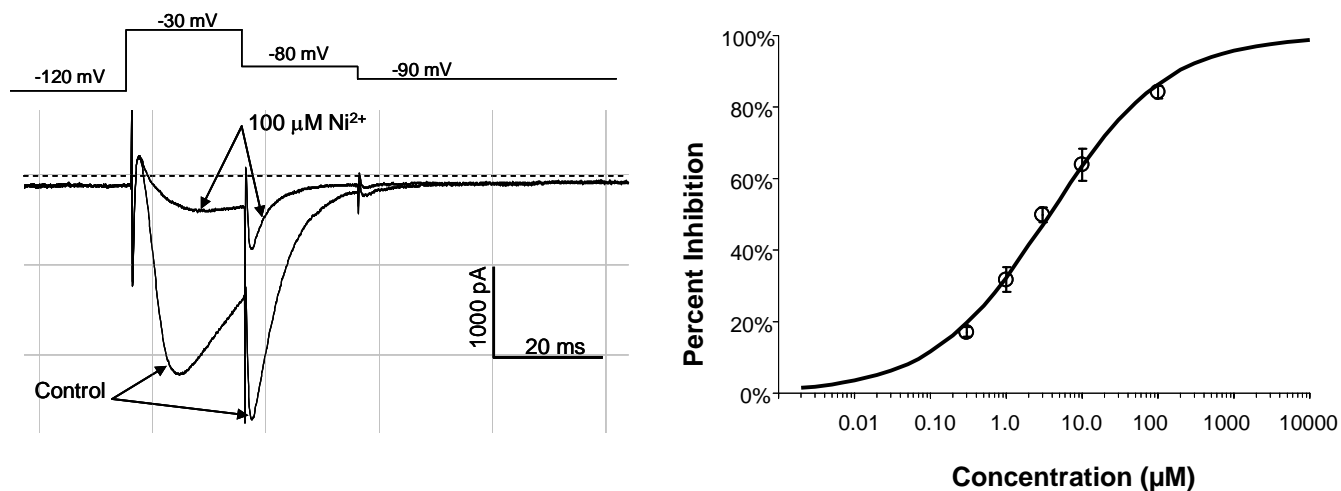 -30 mV
-80 mV
-120 mV
-90 mV
100 µM Ni²⁺
Control
1000 pA
20 ms
100%
80%
60%
40%
20%
0%
Percent Inhibition
0.01 0.10 1.0 10.0 100 1000 10000
Concentration (µM)